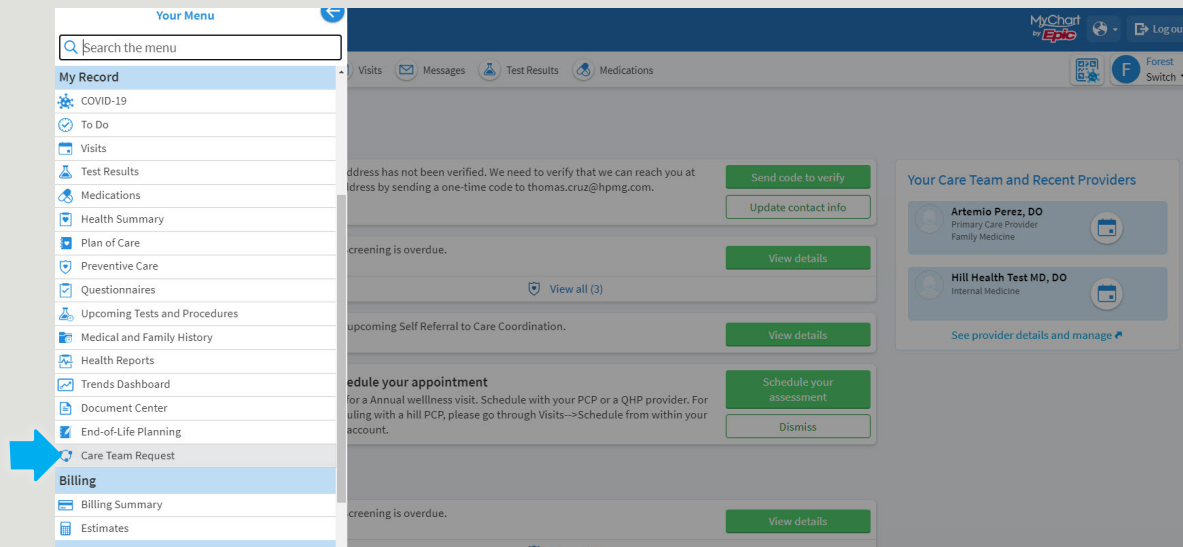 Your Menu
Search the menu
My Record
COVID-19
To Do
Visits
Test Results
Medications
Health Summary
Plan of Care
Preventive Care
Questionnaires
Upcoming Tests and Procedures
Medical and Family History
Health Reports
Trends Dashboard
Document Center
End-of-Life Planning
Care Team Request
Billing
Billing Summary
Estimates
MyChart
by Epic
Log out
Visits Messages Test Results Medications
F Forest
Switch
ddress has not been verified. We need to verify that we can reach you at
ddress by sending a one-time code to thomas.cruz@hpmg.com.
Send code to verify
Update contact info
creening is overdue.
View details
View all (3)
upcoming Self Referral to Care Coordination.
View details
edule your appointment
for a Annual welllness visit. Schedule with your PCP or a QHP provider. For
uling with a hill PCP, please go through Visits-->Schedule from within your
account.
Schedule your
assessment
Dismiss
creening is overdue.
View details
Your Care Team and Recent Providers
Artemio Perez, DO
Primary Care Provider
Family Medicine
Hill Health Test MD, DO
Internal Medicine
See provider details and manage